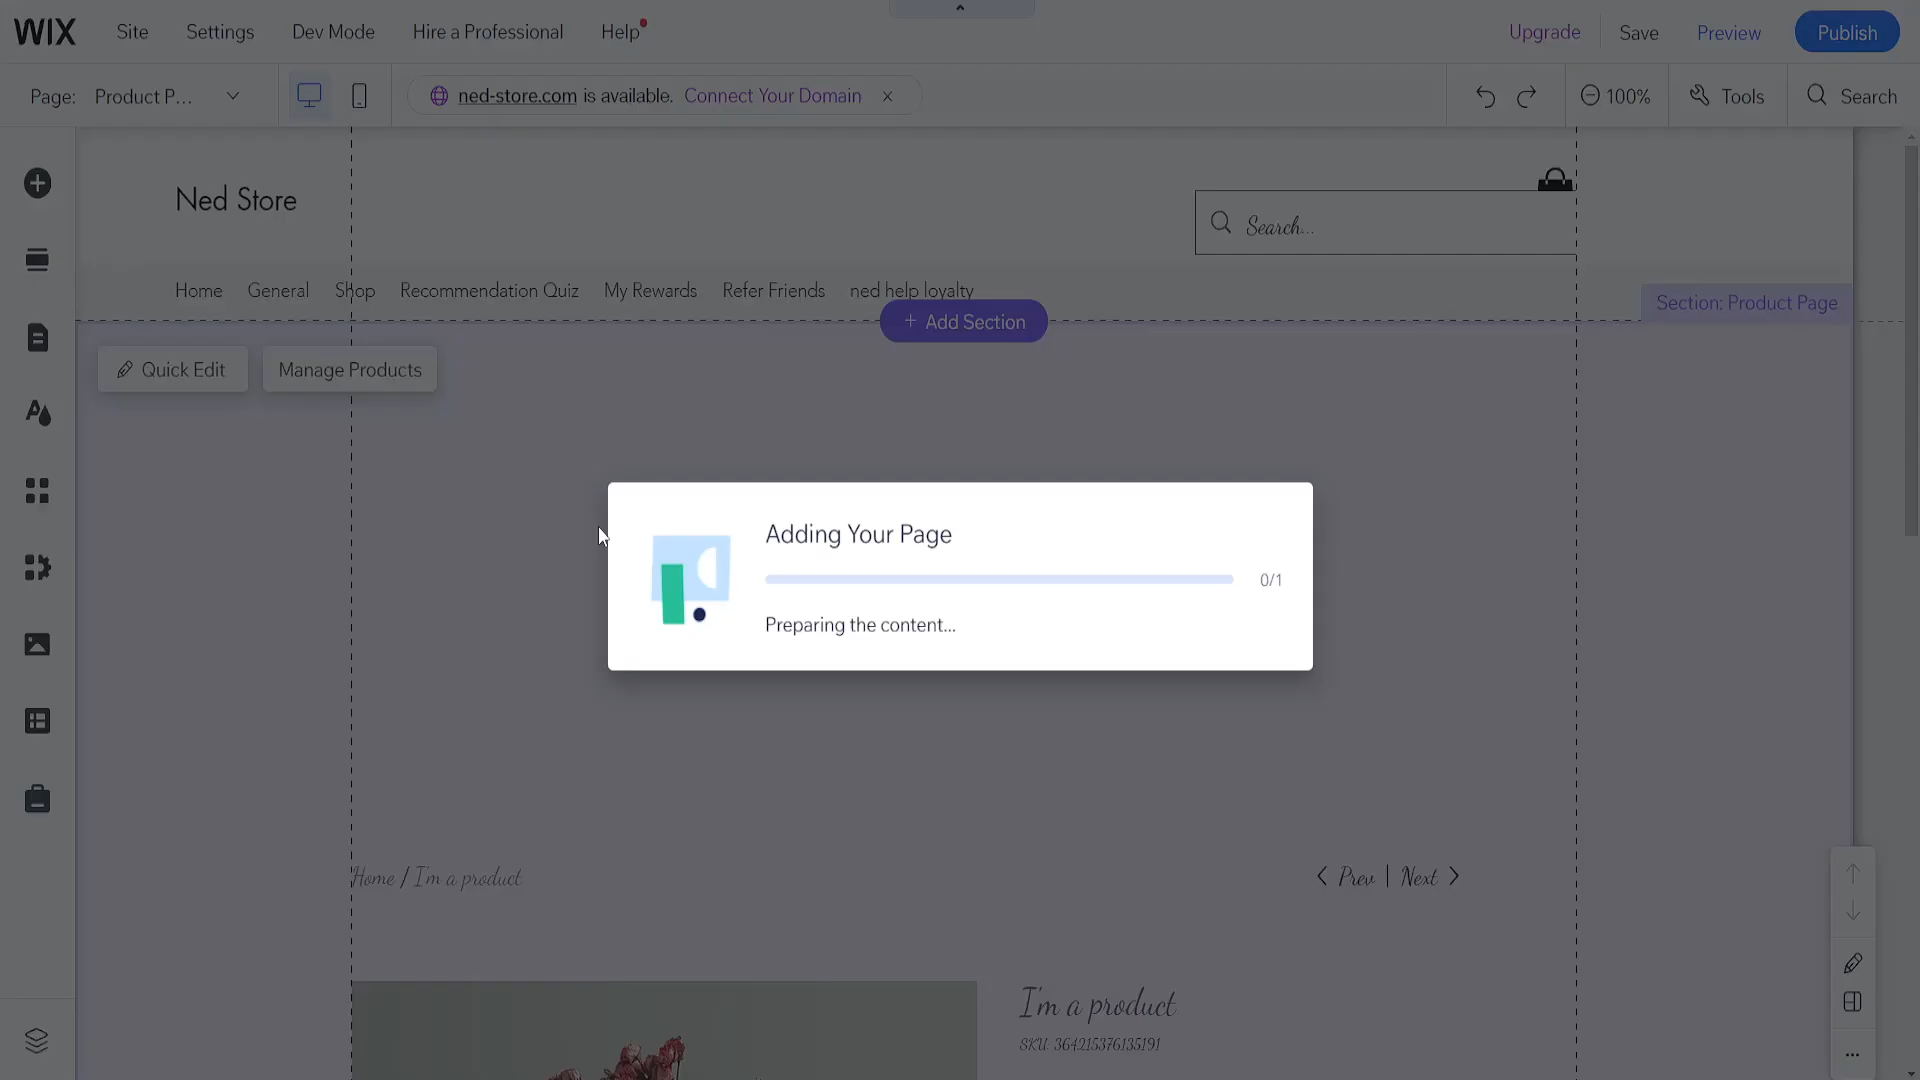 WIX Site Settings Dev Mode Hire a Professional Help Upgrade Save Preview Publish
Page: Product P... ned-store.com is available. Connect Your Domain 100% Tools Search
Ned Store
Search...
Home General Shop Recommendation Quiz My Rewards Refer Friends ned help loyalty
Section: Product Page
+ Add Section
Quick Edit Manage Products
Adding Your Page
0/1
Preparing the content...
Home / I'm a product
Prev | Next
I'm a product
SKU: 364215376135191